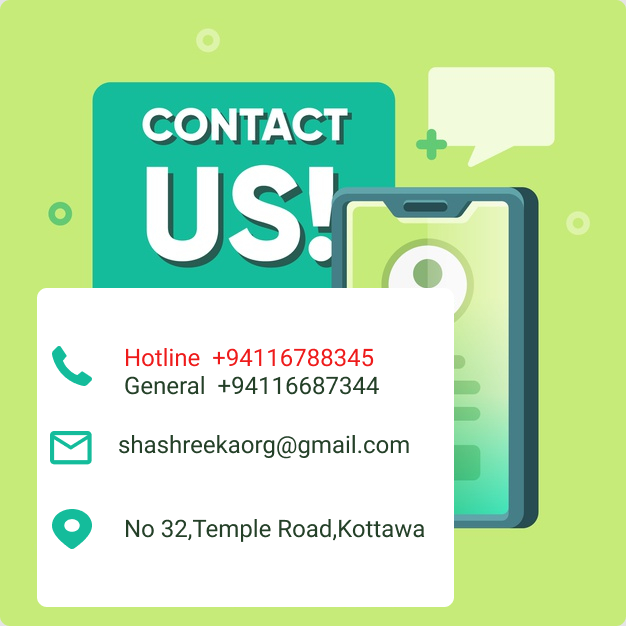 CONTACT
US!
Hotline +94116788345
General +94116687344
shashreekaorg@gmail.com
No 32,Temple Road,Kottawa